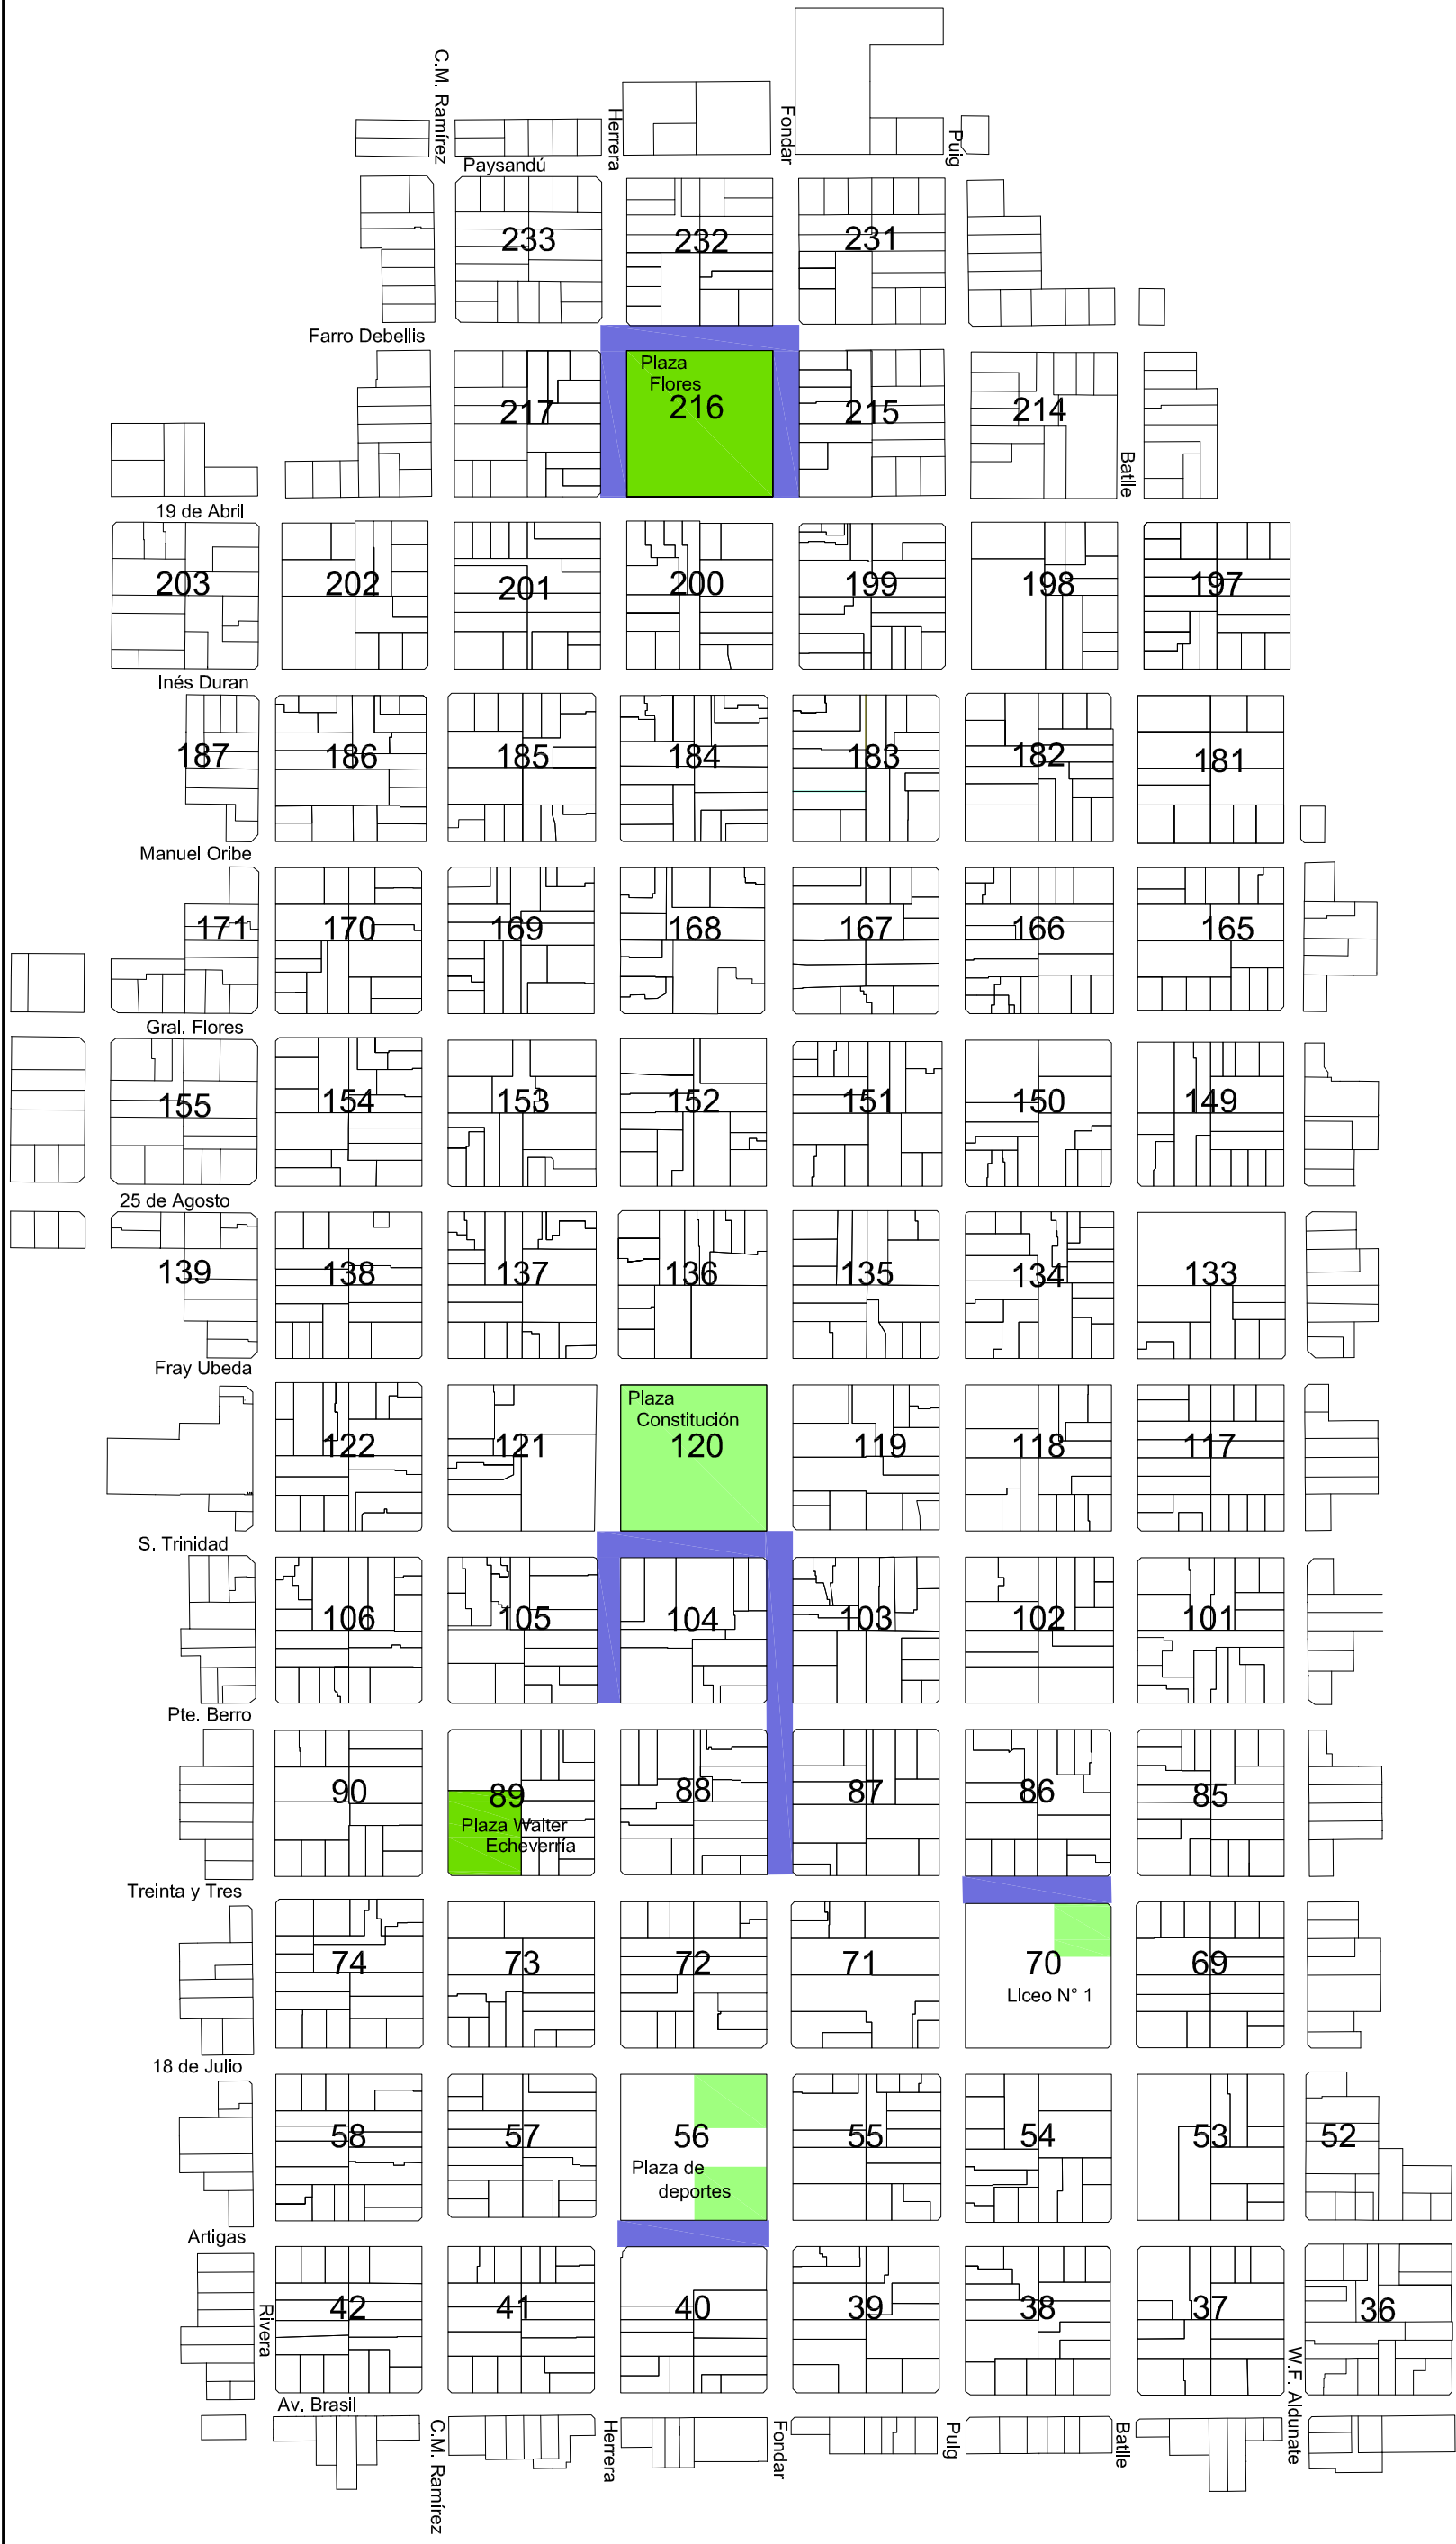 C.M. Ramírez
Herrera
Fondar
Puig
Paysandú
233
232
231
Farro Debellis
Plaza
Flores
217
216
215
214
Batlle
19 de Abril
203
202
201
200
199
198
197
Inés Duran
187
186
185
184
183
182
181
Manuel Oribe
171
170
169
168
167
166
165
Gral. Flores
155
154
153
152
151
150
149
25 de Agosto
139
138
137
136
135
134
133
Fray Ubeda
Plaza
Constitución
122
121
120
119
118
117
S. Trinidad
106
105
104
103
102
101
Pte. Berro
90
89
88
87
86
85
Plaza Walter
Echeverría
Treinta y Tres
74
73
72
71
70
69
Liceo N° 1
18 de Julio
58
57
56
55
54
53
52
Plaza de
deportes
Artigas
42
41
40
39
38
37
36
Rivera
Av. Brasil
C.M. Ramírez
Herrera
Fondar
Puig
Batlle
W.F. Aldunate